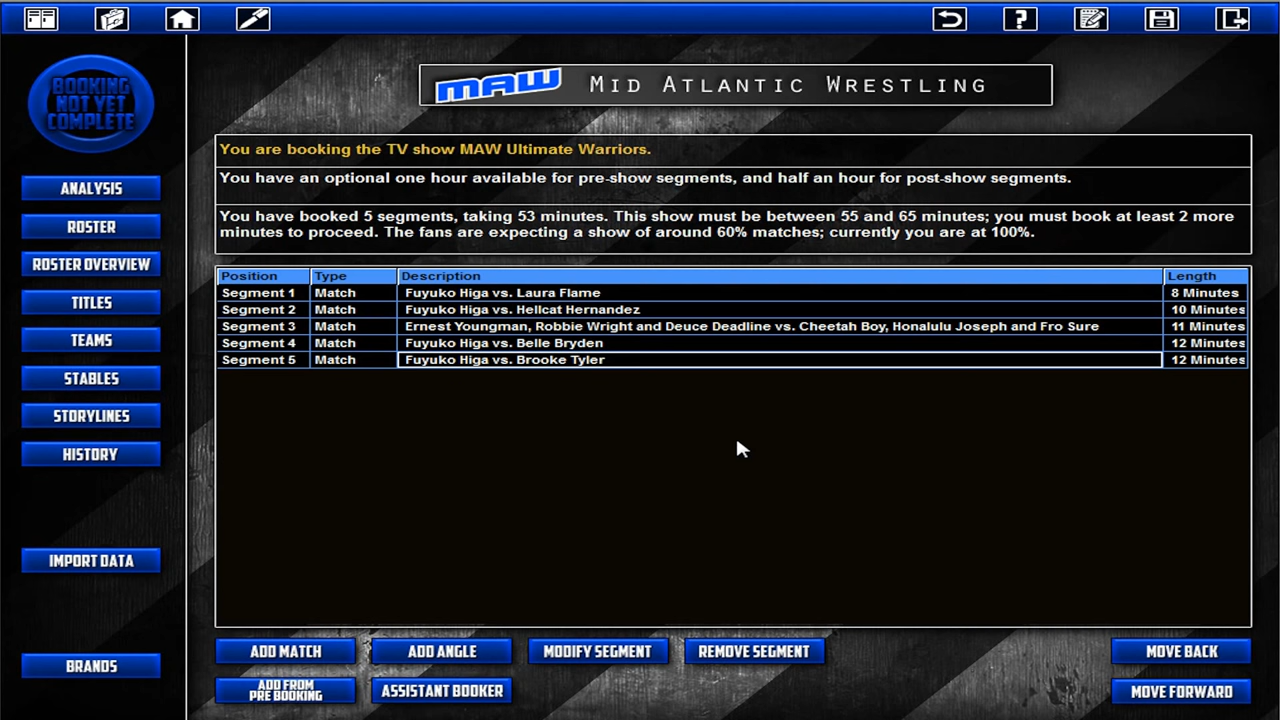 MAW MID ATLANTIC WRESTLING
BOOKING
NOT YET
COMPLETE
ANALYSIS
ROSTER
ROSTER OVERVIEW
TITLES
TEAMS
STABLES
STORYLINES
HISTORY
IMPORT DATA
BRANDS
You are booking the TV show MAW Ultimate Warriors.
You have an optional one hour available for pre-show segments, and half an hour for post-show segments.
You have booked 5 segments, taking 53 minutes. This show must be between 55 and 65 minutes; you must book at least 2 more
minutes to proceed. The fans are expecting a show of around 60% matches; currently you are at 100%.
Position Type Description Length
Segment 1 Match Fuyuko Higa vs. Laura Flame 8 Minutes
Segment 2 Match Fuyuko Higa vs. Hellcat Hernandez 10 Minutes
Segment 3 Match Ernest Youngman, Robbie Wright and Deuce Deadline vs. Cheetah Boy, Honalulu Joseph and Fro Sure 11 Minutes
Segment 4 Match Fuyuko Higa vs. Belle Bryden 12 Minutes
Segment 5 Match Fuyuko Higa vs. Brooke Tyler 12 Minutes
ADD MATCH ADD ANGLE MODIFY SEGMENT REMOVE SEGMENT MOVE BACK
ADD FROM
PRE BOOKING
ASSISTANT BOOKER MOVE FORWARD